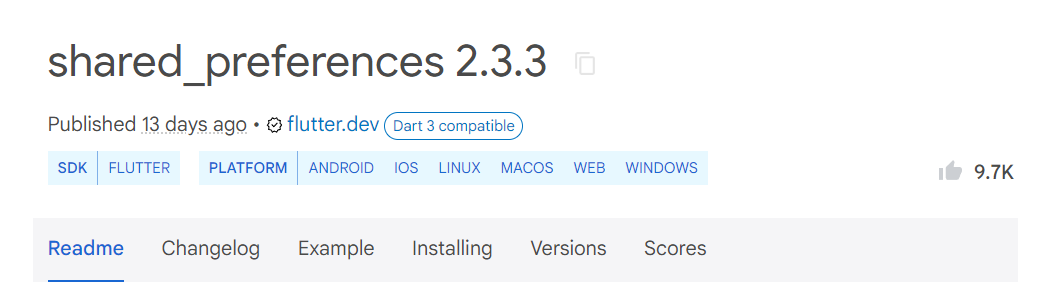 shared_preferences 2.3.3
Published 13 days ago • flutter.dev Dart 3 compatible
SDK FLUTTER PLATFORM ANDROID IOS LINUX MACOS WEB WINDOWS 9.7K
Readme Changelog Example Installing Versions Scores